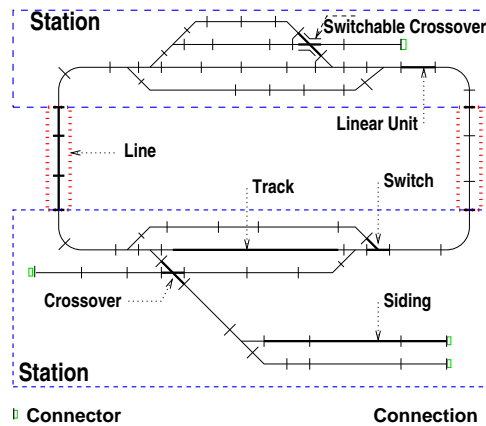 Station
Switchable Crossover
Linear Unit
Line
Track
Switch
Crossover
Siding
Station
Connector
Connection